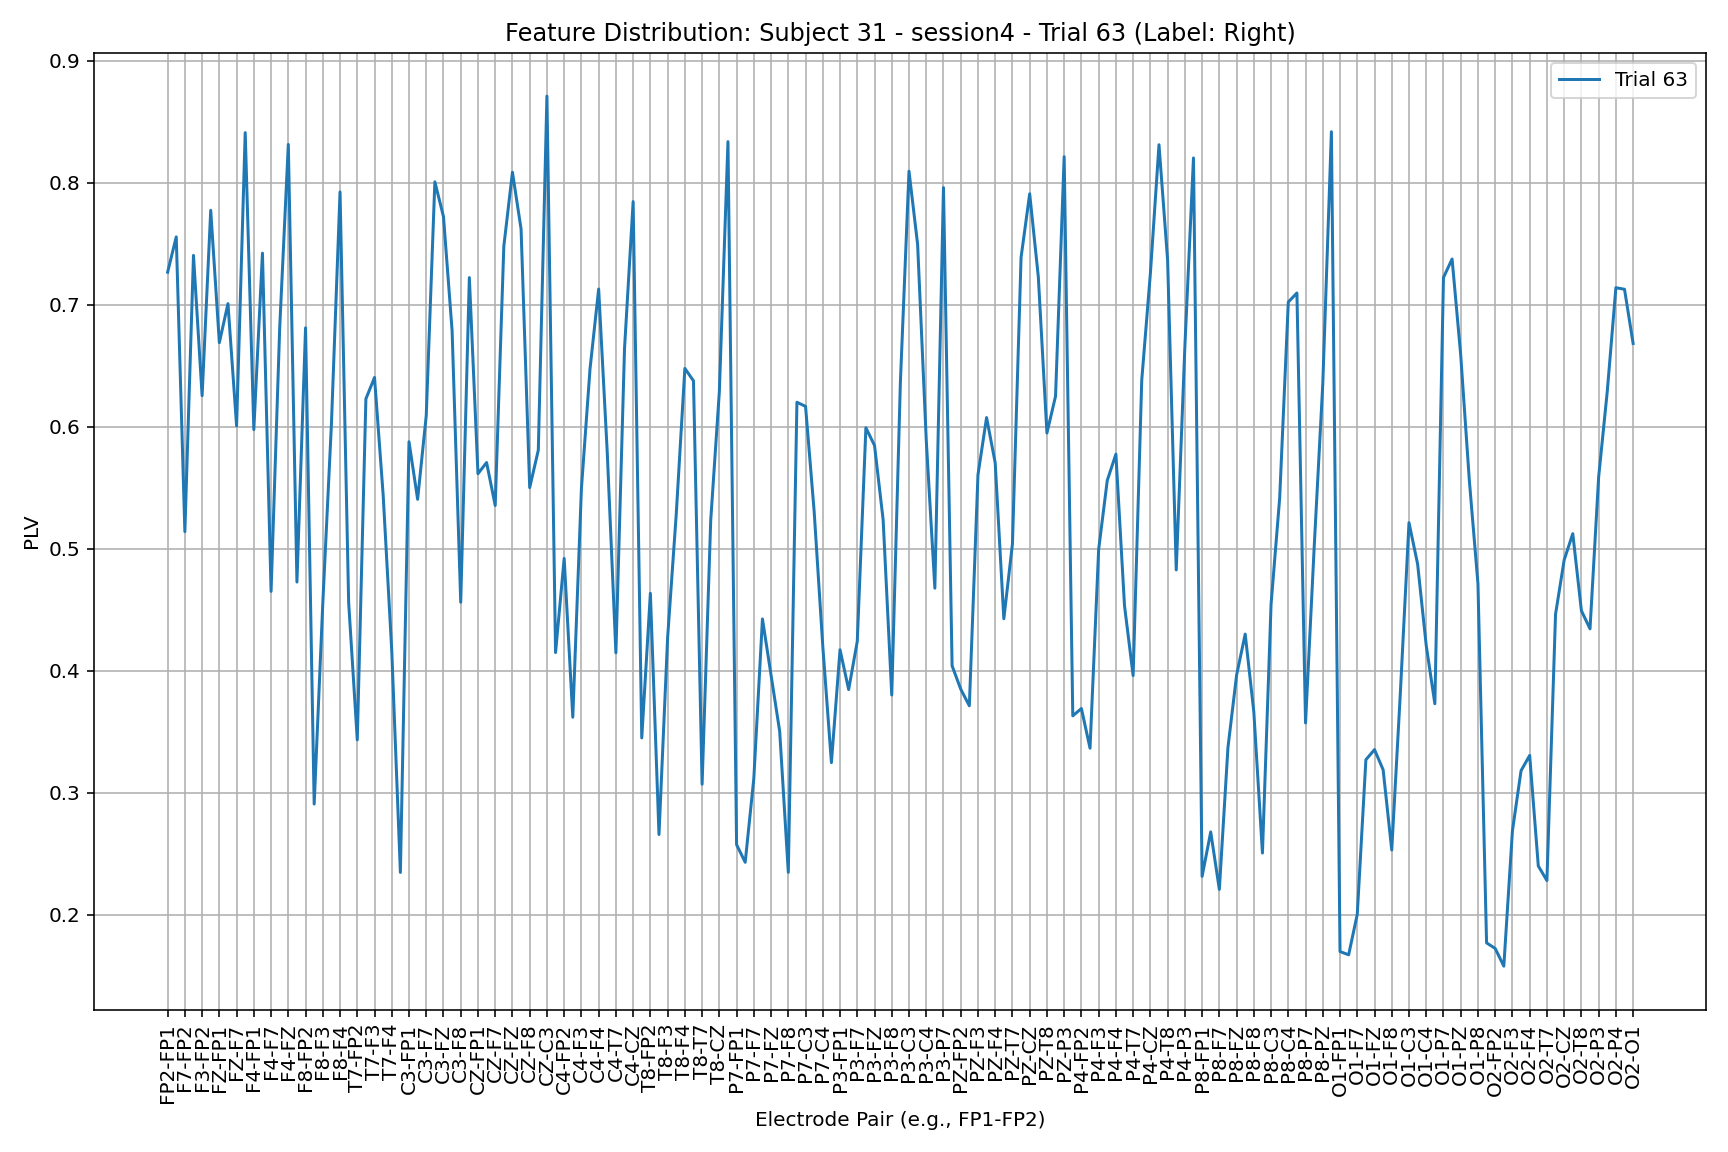 Feature Distribution: Subject 31 - session4 - Trial 63 (Label: Right)
Trial 63
PLV
0.9
0.8
0.7
0.6
0.5
0.4
0.3
0.2
FP2-FP1
F7-FP2
F3-FP2
FZ-FP1
FZ-F7
F4-FP1
F4-F7
F4-FZ
F8-FP2
F8-F3
F8-F4
T7-FP2
T7-F3
T7-F4
C3-FP1
C3-F7
C3-FZ
C3-F8
CZ-FP1
CZ-F7
CZ-FZ
CZ-F8
CZ-C3
C4-FP2
C4-F3
C4-F4
C4-T7
C4-CZ
T8-FP2
T8-F3
T8-F4
T8-T7
T8-CZ
P7-FP1
P7-F7
P7-FZ
P7-F8
P7-C3
P7-C4
P3-FP1
P3-F7
P3-FZ
P3-F8
P3-C3
P3-C4
P3-P7
PZ-FP2
PZ-F3
PZ-F4
PZ-T7
PZ-CZ
PZ-T8
PZ-P3
P4-FP2
P4-F3
P4-F4
P4-T7
P4-CZ
P4-T8
P4-P3
P8-FP1
P8-F7
P8-FZ
P8-F8
P8-C3
P8-C4
P8-P7
P8-PZ
O1-FP1
O1-F7
O1-FZ
O1-F8
O1-C3
O1-C4
O1-P7
O1-PZ
O1-P8
O2-FP2
O2-F3
O2-F4
O2-T7
O2-CZ
O2-T8
O2-P3
O2-P4
O2-O1
Electrode Pair (e.g., FP1-FP2)